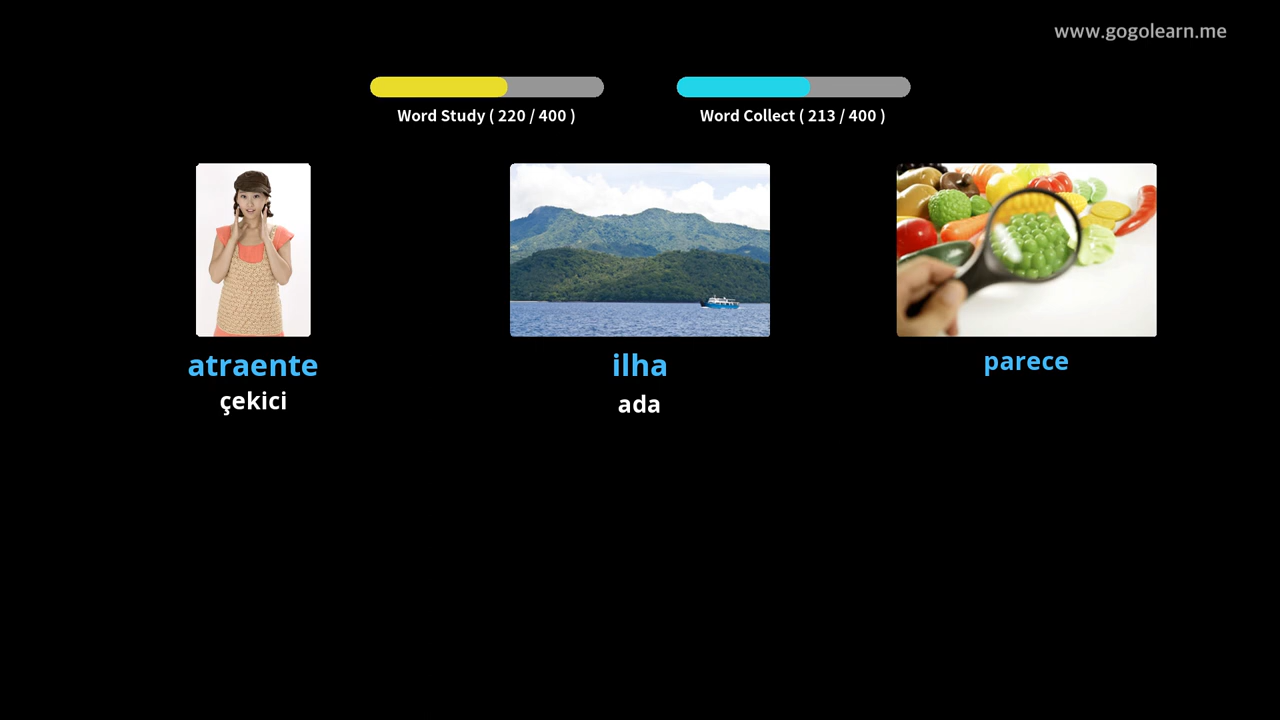 www.gogolearn.me
Word Study ( 220 / 400 )
Word Collect ( 213 / 400 )
atraente
çekici
ilha
ada
parece